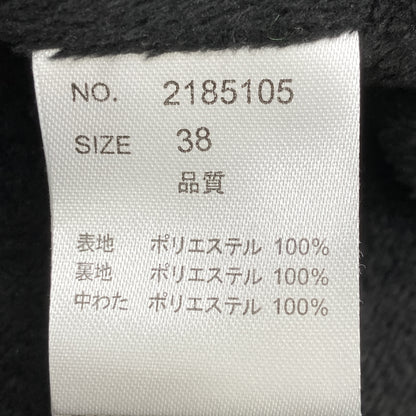 NO. 2185105
SIZE 38
品質
表地 ポリエステル 100%
裏地 ポリエステル 100%
中わた ポリエステル 100%